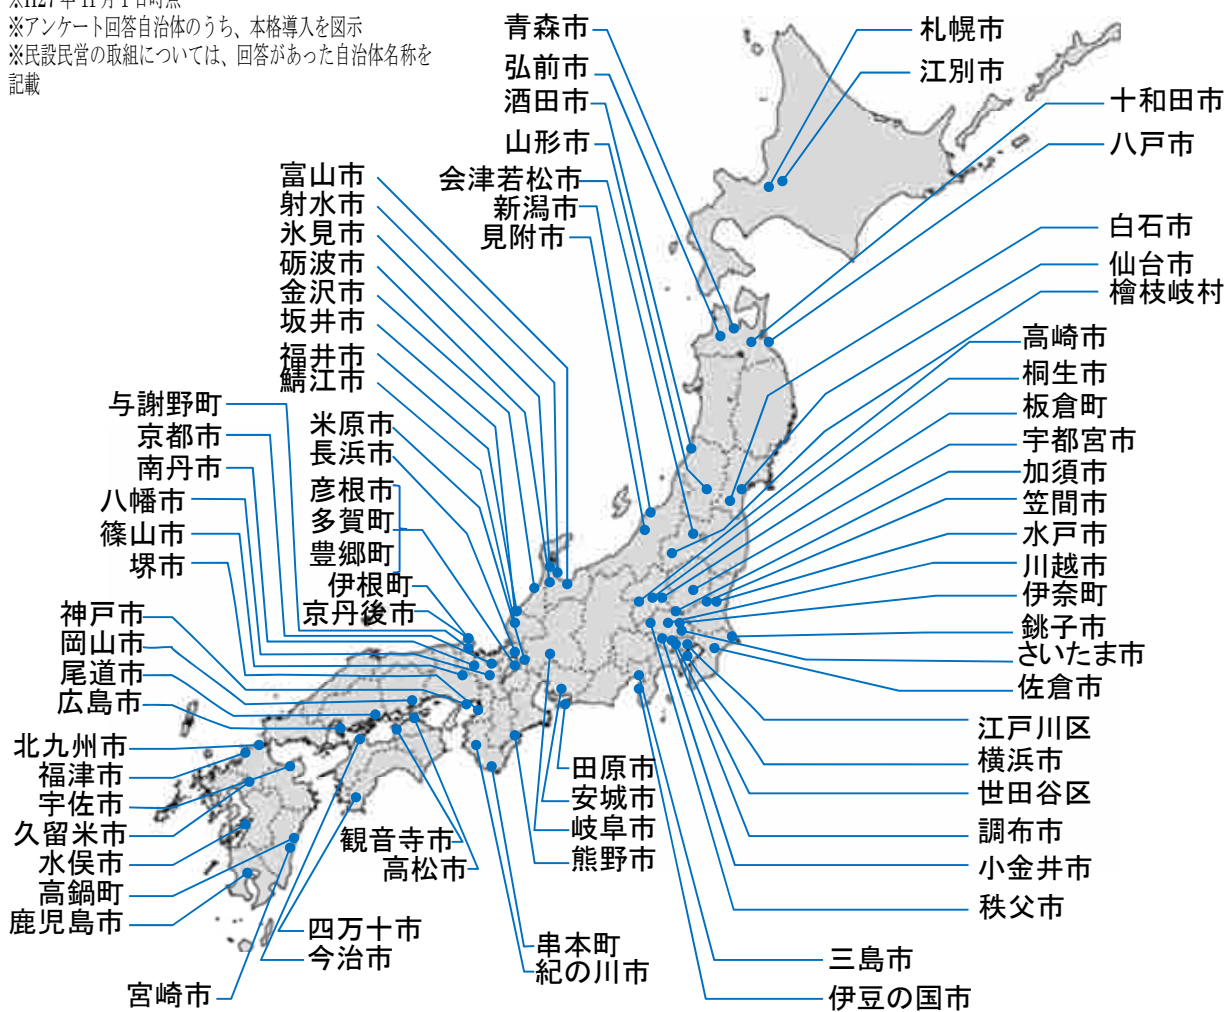 ※H27年11月1日時点
※アンケート回答自治体のうち、本格導入を図示
※民設民営の取組については、回答があった自治体名称を
記載
青森市
弘前市
酒田市
山形市
会津若松市
新潟市
見附市
札幌市
江別市
十和田市
八戸市
白石市
仙台市
檜枝岐村
高崎市
桐生市
板倉町
宇都宮市
加須市
笠間市
水戸市
川越市
伊奈町
銚子市
さいたま市
佐倉市
江戸川区
横浜市
世田谷区
調布市
小金井市
秩父市
三島市
伊豆の国市
富山市
射水市
氷見市
砺波市
金沢市
坂井市
福井市
鯖江市
米原市
長浜市
彦根市
多賀町
豊郷町
伊根町
京丹後市
与謝野町
京都市
南丹市
八幡市
篠山市
堺市
神戸市
岡山市
尾道市
広島市
北九州市
福津市
宇佐市
久留米市
水俣市
高鍋町
鹿児島市
宮崎市
四万十市
今治市
観音寺市
高松市
田原市
安城市
岐阜市
熊野市
串本町
紀の川市